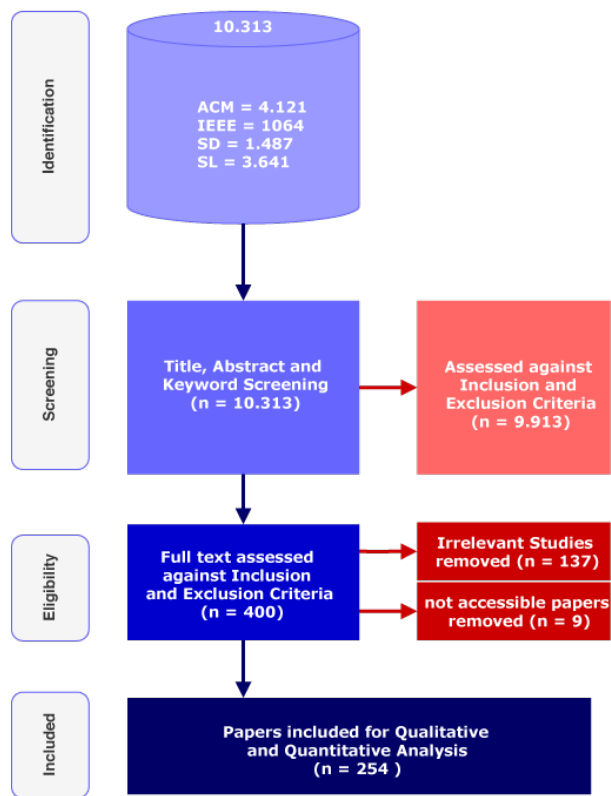 Identification
10.313
ACM = 4.121
IEEE = 1064
SD = 1.487
SL = 3.641
Screening
Title, Abstract and
Keyword Screening
(n = 10.313)
Assessed against
Inclusion and
Exclusion Criteria
(n = 9.913)
Eligibility
Full text assessed
against Inclusion
and Exclusion Criteria
(n = 400)
Irrelevant Studies
removed (n = 137)
not accessible papers
removed (n = 9)
Included
Papers included for Qualitative
and Quantitative Analysis
(n = 254 )